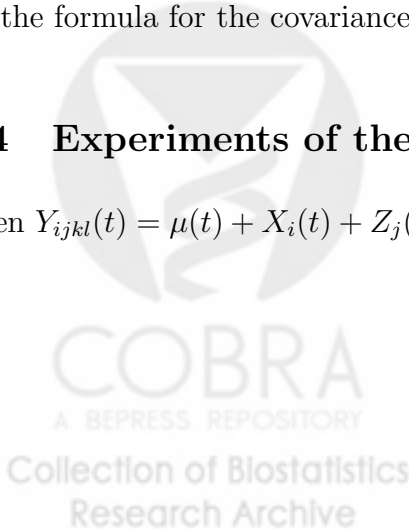 the formula for the covariance
4 Experiments of the
en Y_{ijkl}(t) = μ(t) + X_i(t) + Z_j(
COBRA
A BEPRESS REPOSITORY
Collection of Biostatistics
Research Archive